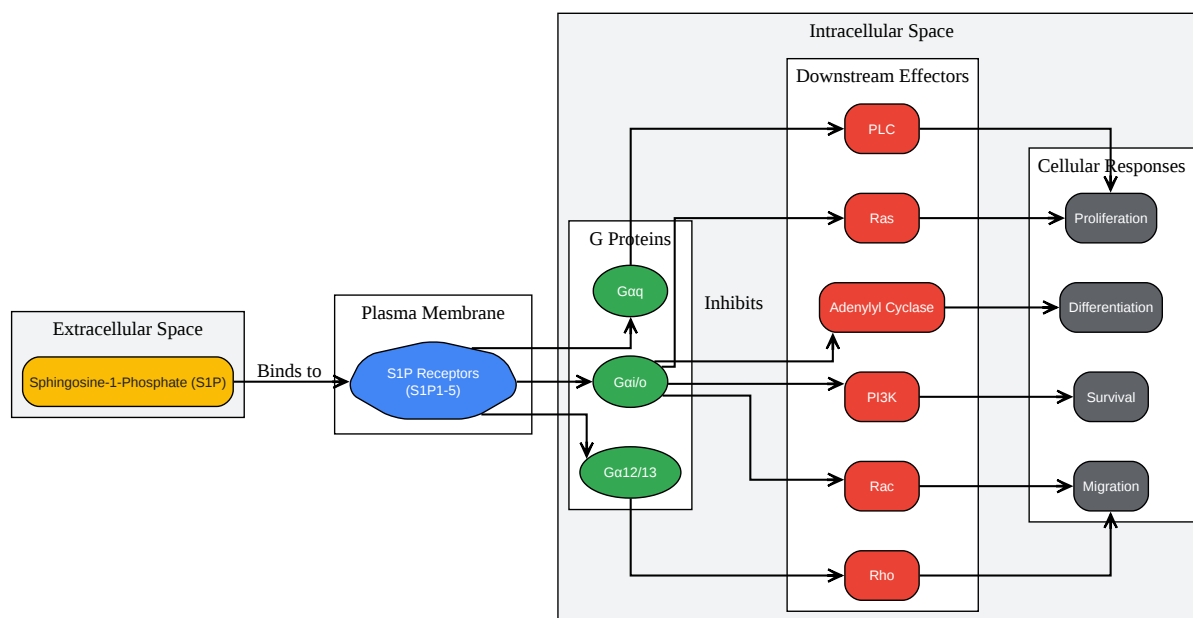 Intracellular Space
Downstream Effectors
PLC
Cellular Responses
Ras
Proliferation
G Proteins
Gαq
Inhibits
Plasma Membrane
Adenylyl Cyclase
Differentiation
Extracellular Space
Sphingosine-1-Phosphate (S1P)
Binds to
S1P Receptors
(S1P1-5)
Gαi/o
PI3K
Survival
Gα12/13
Rac
Migration
Rho